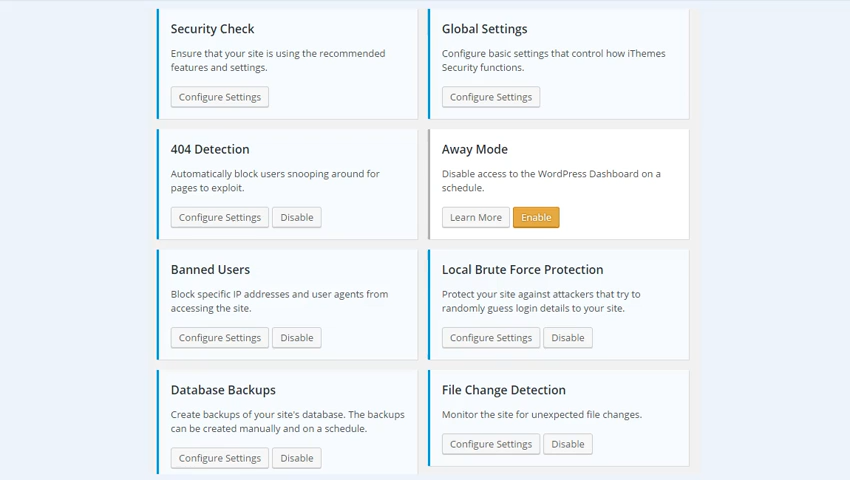 Security Check
Ensure that your site is using the recommended
features and settings.
Configure Settings
Global Settings
Configure basic settings that control how iThemes
Security functions.
Configure Settings
404 Detection
Automatically block users snooping around for
pages to exploit.
Configure Settings Disable
Away Mode
Disable access to the WordPress Dashboard on a
schedule.
Learn More Enable
Banned Users
Block specific IP addresses and user agents from
accessing the site.
Configure Settings Disable
Local Brute Force Protection
Protect your site against attackers that try to
randomly guess login details to your site.
Configure Settings Disable
Database Backups
Create backups of your site's database. The backups
can be created manually and on a schedule.
Configure Settings Disable
File Change Detection
Monitor the site for unexpected file changes.
Configure Settings Disable